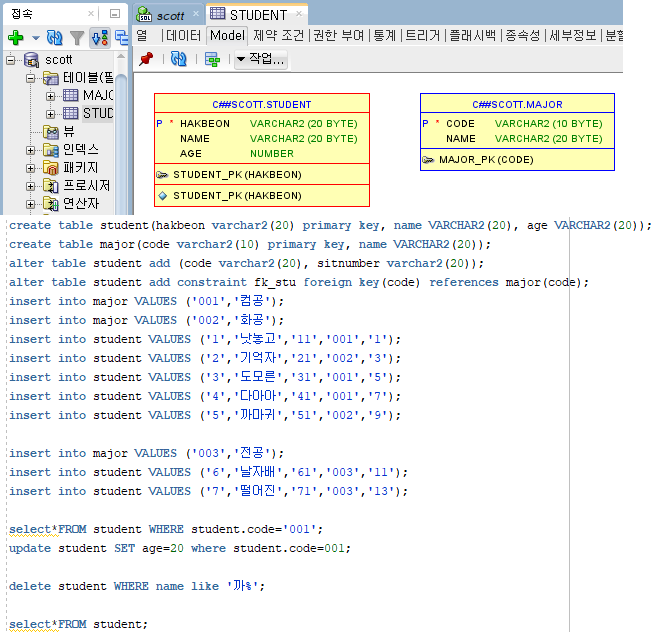 접속
scott
STUDENT
열 데이터 Model 제약 조건 권한 부여 통계 트리거 플래시백 종속성 세부정보 분할
작업...
scott
테이블(필
MAJO
STUD
뷰
인덱스
패키지
프로시저
연산자
C##SCOTT.STUDENT
P * HAKBEON VARCHAR2 (20 BYTE)
NAME VARCHAR2 (20 BYTE)
AGE NUMBER
STUDENT_PK (HAKBEON)
STUDENT_PK (HAKBEON)
C##SCOTT.MAJOR
P * CODE VARCHAR2 (10 BYTE)
NAME VARCHAR2 (20 BYTE)
MAJOR_PK (CODE)
create table student(hakbeon varchar2(20) primary key, name VARCHAR2(20), age VARCHAR2(20));
create table major(code varchar2(10) primary key, name VARCHAR2(20));
alter table student add (code varchar2(20), sitnumber varchar2(20));
alter table student add constraint fk_stu foreign key(code) references major(code);
insert into major VALUES ('001','컴공');
insert into major VALUES ('002','화공');
insert into student VALUES ('1','낫놓고','11','001','1');
insert into student VALUES ('2','기억자','21','002','3');
insert into student VALUES ('3','도모른','31','001','5');
insert into student VALUES ('4','다아아','41','001','7');
insert into student VALUES ('5','까마귀','51','002','9');
insert into major VALUES ('003','전공');
insert into student VALUES ('6','날자배','61','003','11');
insert into student VALUES ('7','떨어진','71','003','13');
select*FROM student WHERE student.code='001';
update student SET age=20 where student.code=001;
delete student WHERE name like '까%';
select*FROM student;